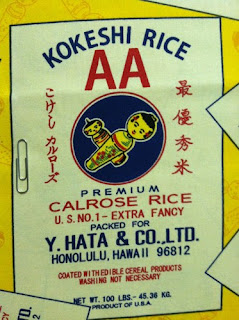 KOKESHI RICE
AA
こけし カルローズ
最優秀米
PREMIUM
CALROSE RICE
U.S. NO.1 - EXTRA FANCY
PACKED FOR
Y. HATA & CO., LTD.
HONOLULU, HAWAII 96812
COATED WITH EDIBLE CEREAL PRODUCTS
WASHING NOT NECESSARY
NET WT. 100 LBS. - 45.36 KG.
PRODUCT OF U.S.A.